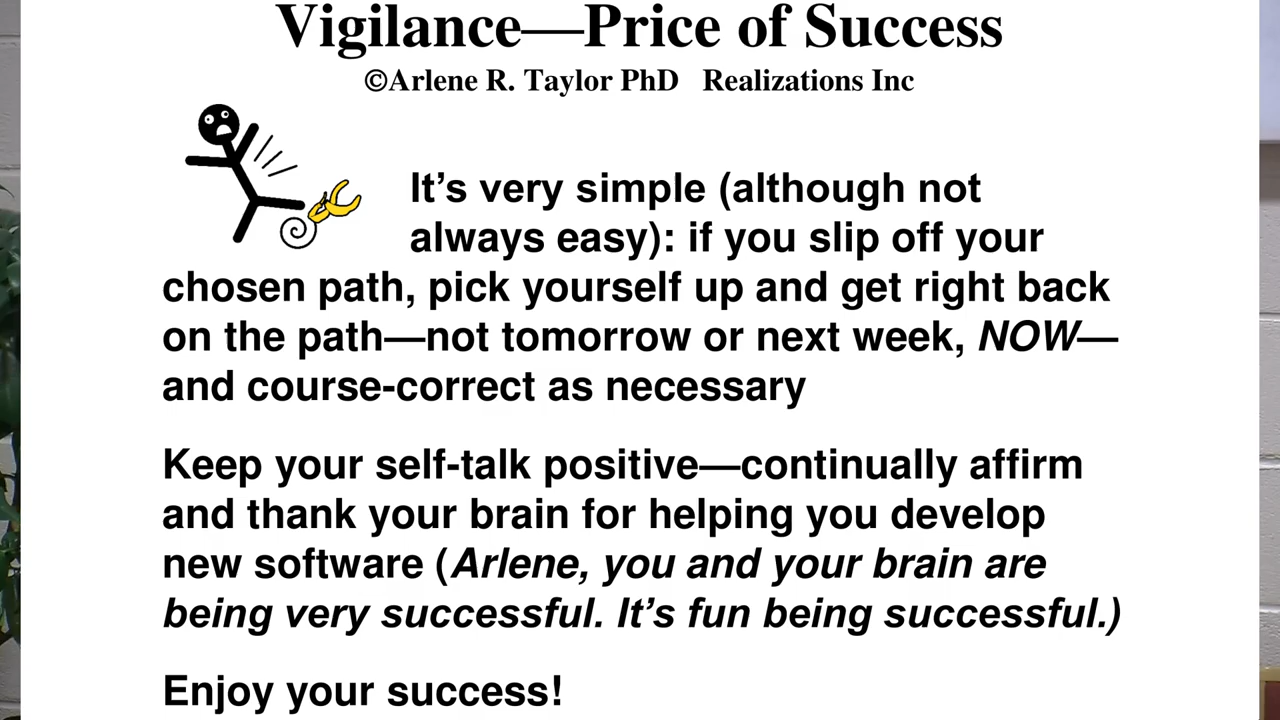 Vigilance—Price of Success
©Arlene R. Taylor PhD Realizations Inc
It’s very simple (although not
always easy): if you slip off your
chosen path, pick yourself up and get right back
on the path—not tomorrow or next week, NOW—
and course-correct as necessary
Keep your self-talk positive—continually affirm
and thank your brain for helping you develop
new software (Arlene, you and your brain are
being very successful. It’s fun being successful.)
Enjoy your success!